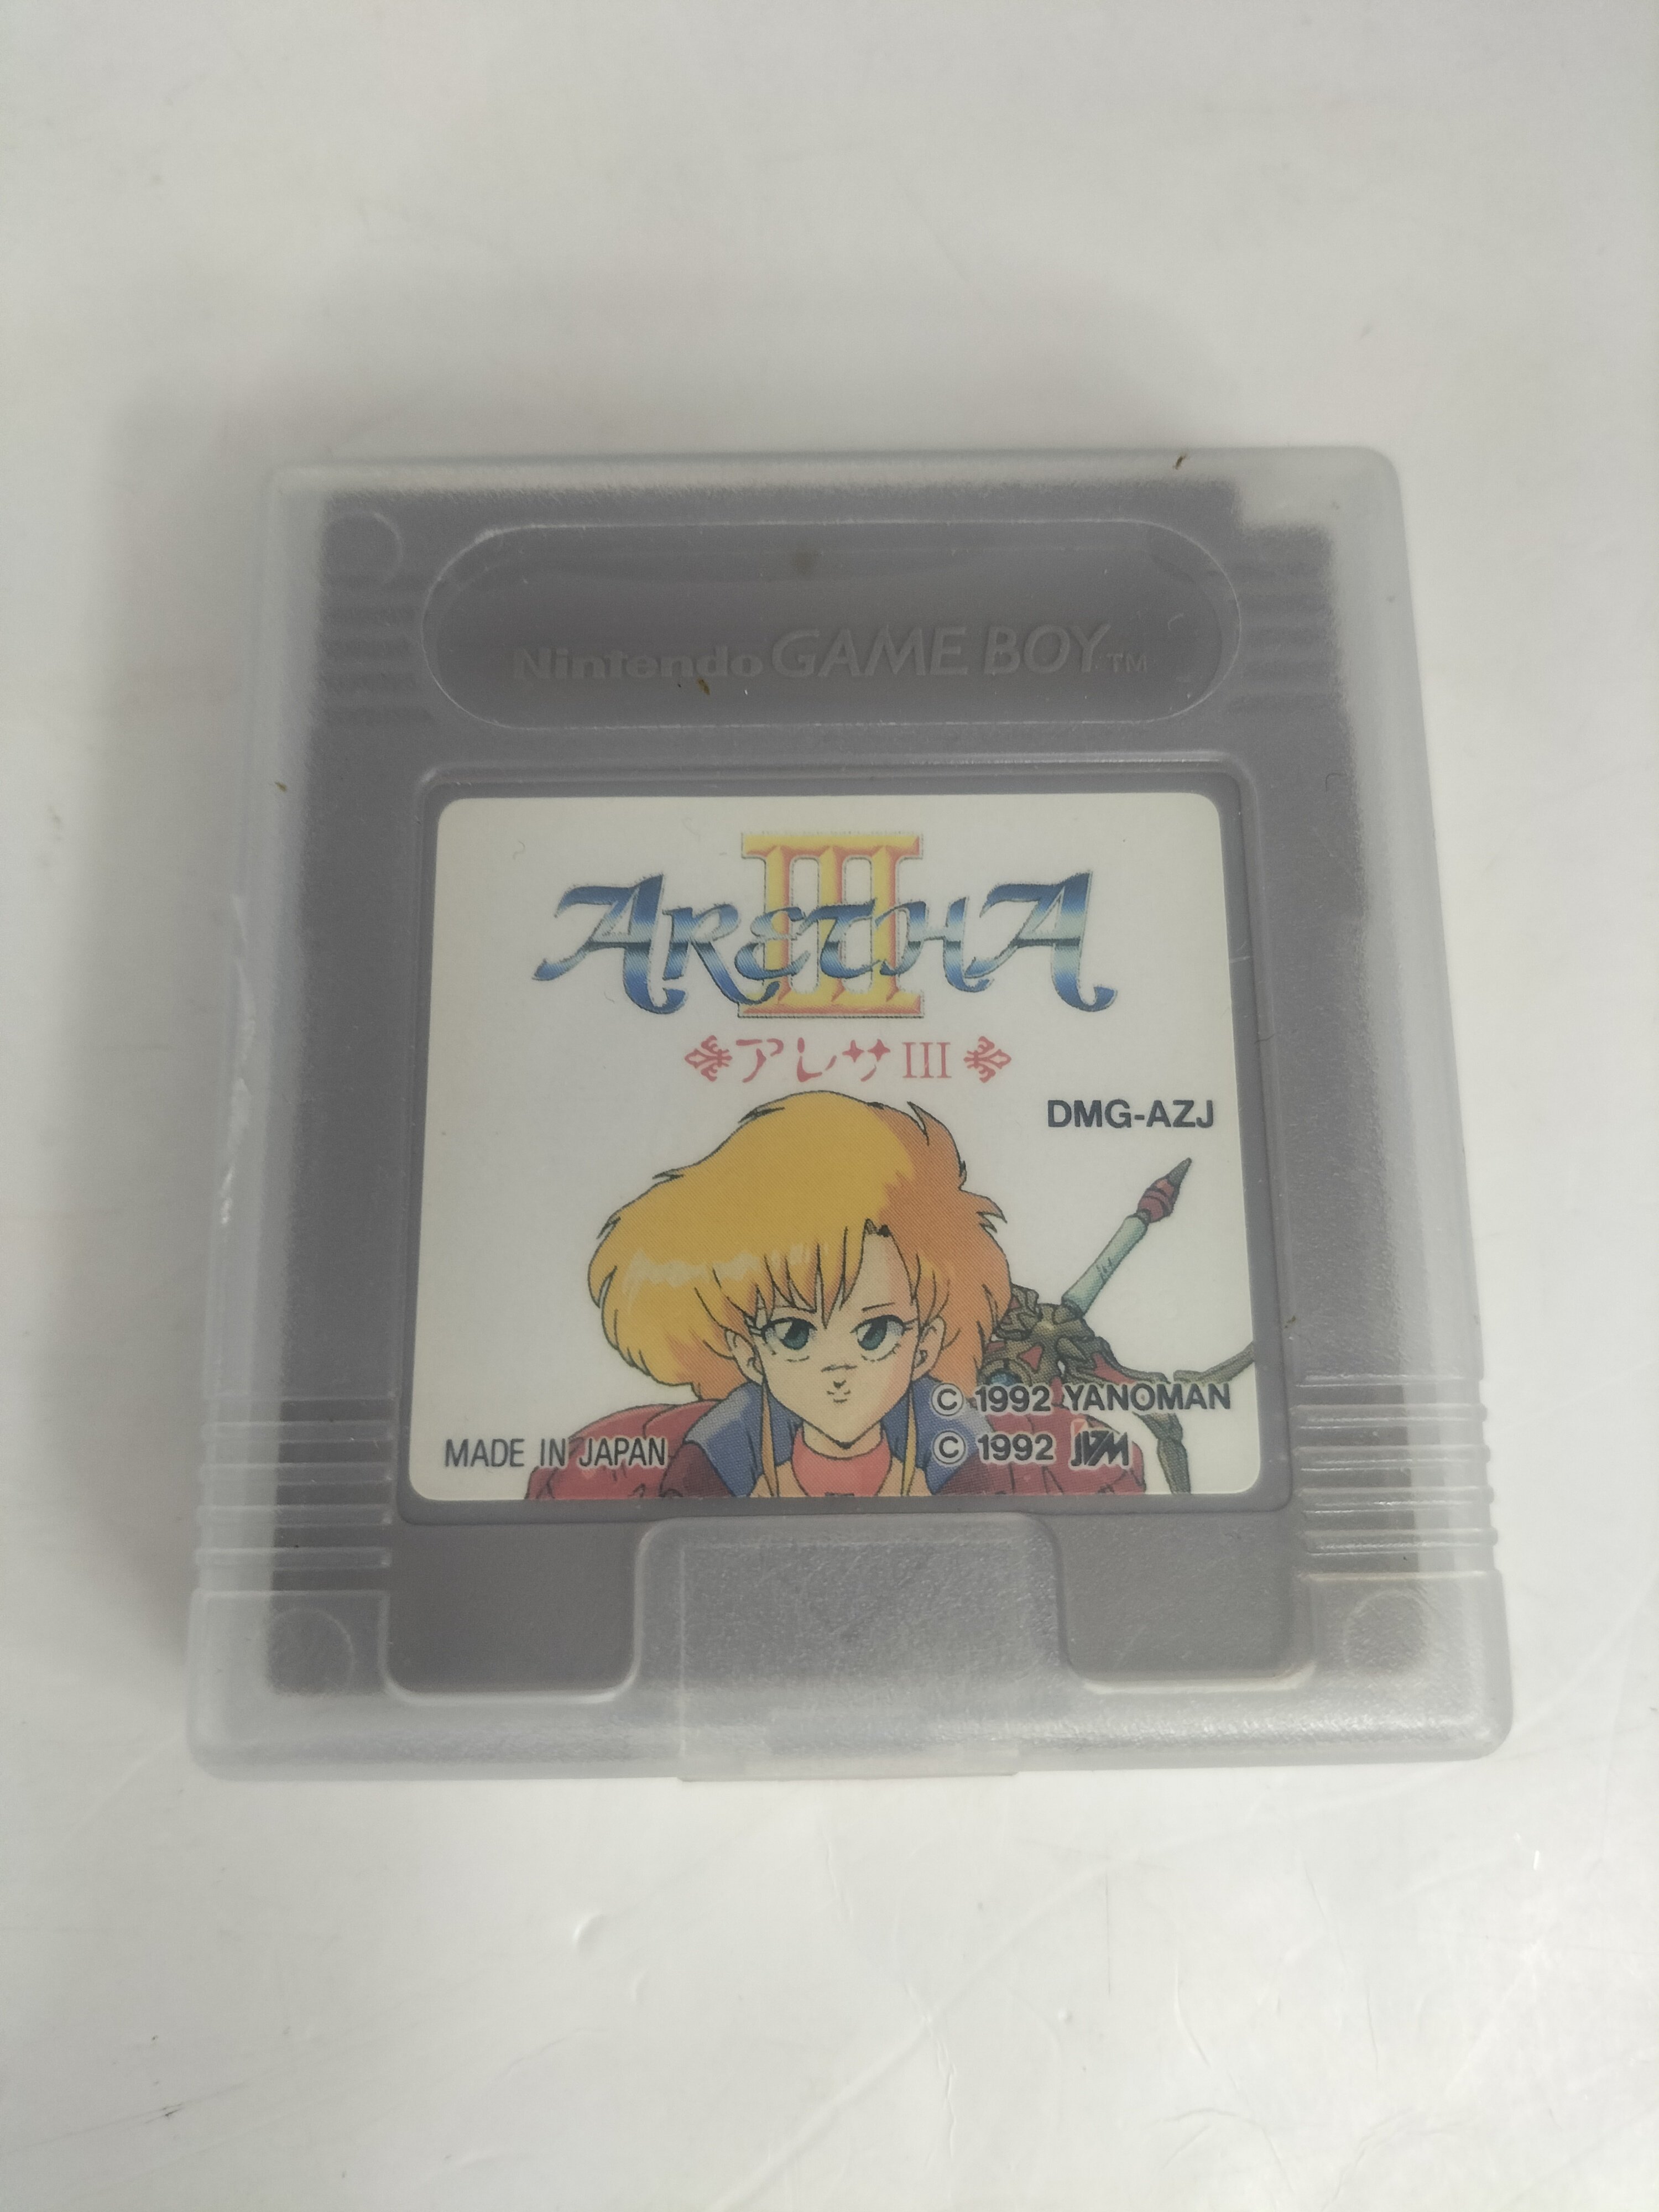 Nintendo GAME BOY TM
III
ARETHA
アレサIII
DMG-AZJ
© 1992 YANOMAN
MADE IN JAPAN
© 1992 JVM